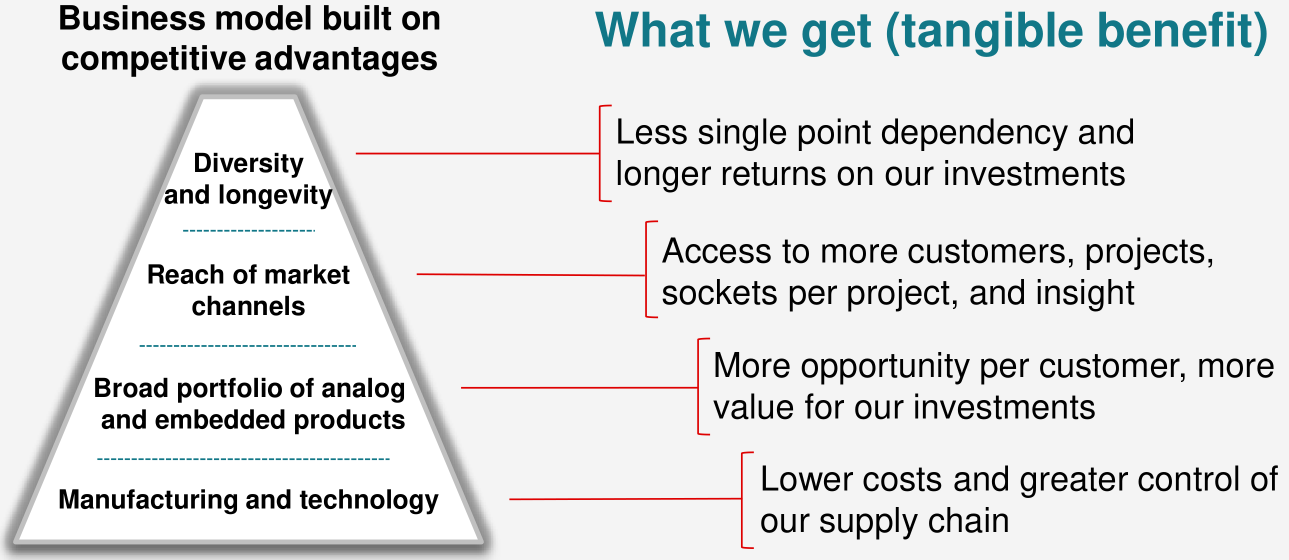 Business model built on
competitive advantages
What we get (tangible benefit)
Diversity
and longevity
Less single point dependency and
longer returns on our investments
Reach of market
channels
Access to more customers, projects,
sockets per project, and insight
Broad portfolio of analog
and embedded products
More opportunity per customer, more
value for our investments
Manufacturing and technology
Lower costs and greater control of
our supply chain